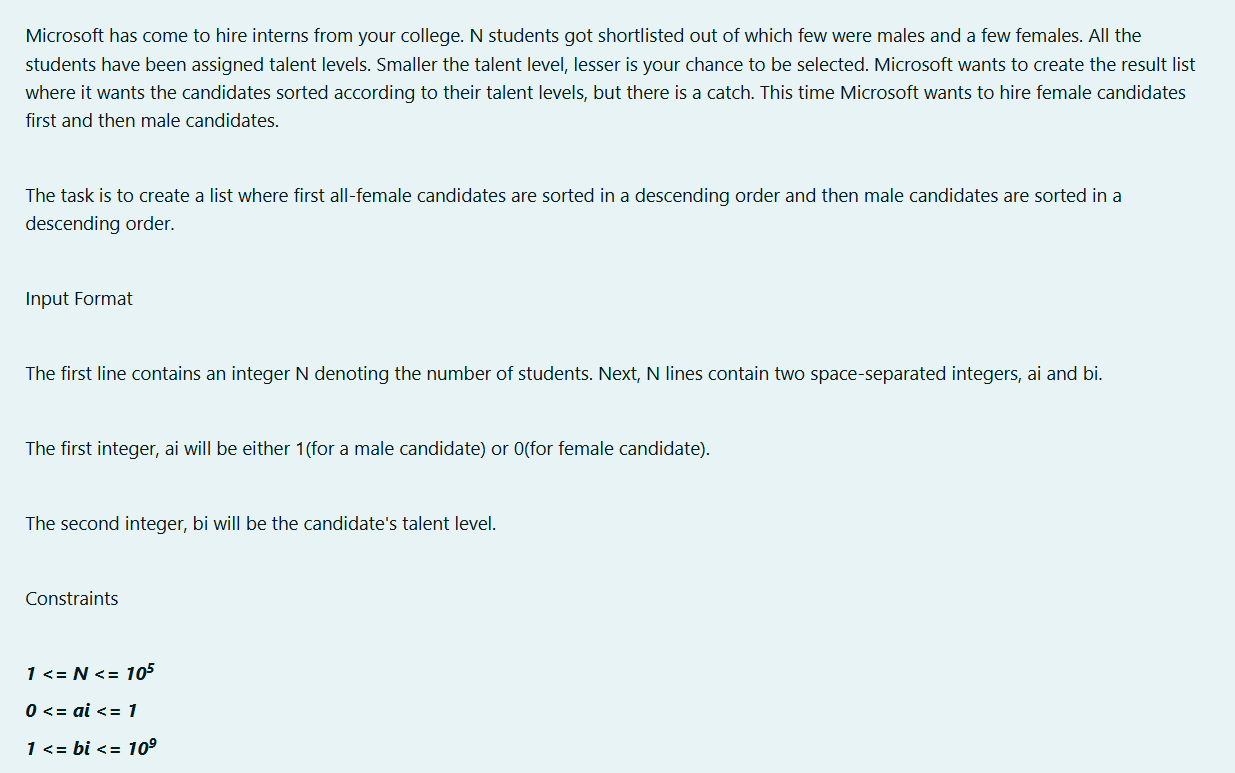 Microsoft has come to hire interns from your college. N students got shortlisted out of which few were males and a few females. All the
students have been assigned talent levels. Smaller the talent level, lesser is your chance to be selected. Microsoft wants to create the result list
where it wants the candidates sorted according to their talent levels, but there is a catch. This time Microsoft wants to hire female candidates
first and then male candidates.
The task is to create a list where first all-female candidates are sorted in a descending order and then male candidates are sorted in a
descending order.
Input Format
The first line contains an integer N denoting the number of students. Next, N lines contain two space-separated integers, ai and bi.
The first integer, ai will be either 1(for a male candidate) or 0(for female candidate).
The second integer, bi will be the candidate's talent level.
Constraints
1 <= N <= 10⁵
0 <= ai <= 1
1 <= bi <= 10⁹